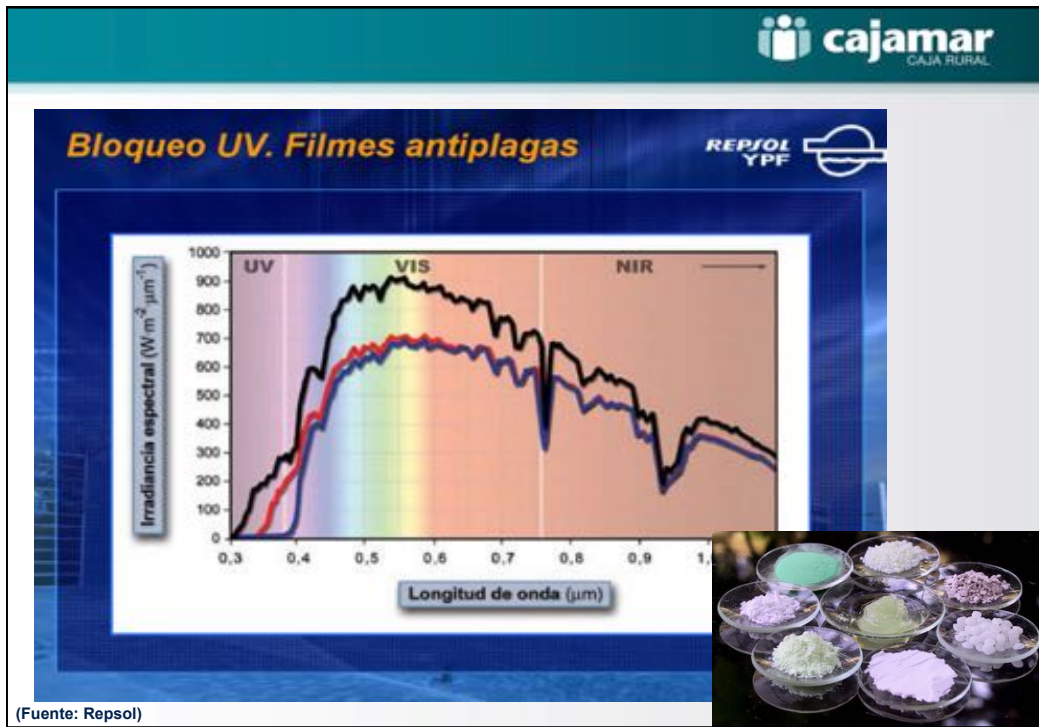 cajamar
CAJA RURAL
Bloqueo UV. Filmes antiplagas
REPSOL
YPF
UV VIS NIR
Irradiancia espectral (W·m-2·µm-1)
1000
900
800
700
600
500
400
300
200
100
0
0,3 0,4 0,5 0,6 0,7 0,8 0,9
Longitud de onda (µm)
(Fuente: Repsol)